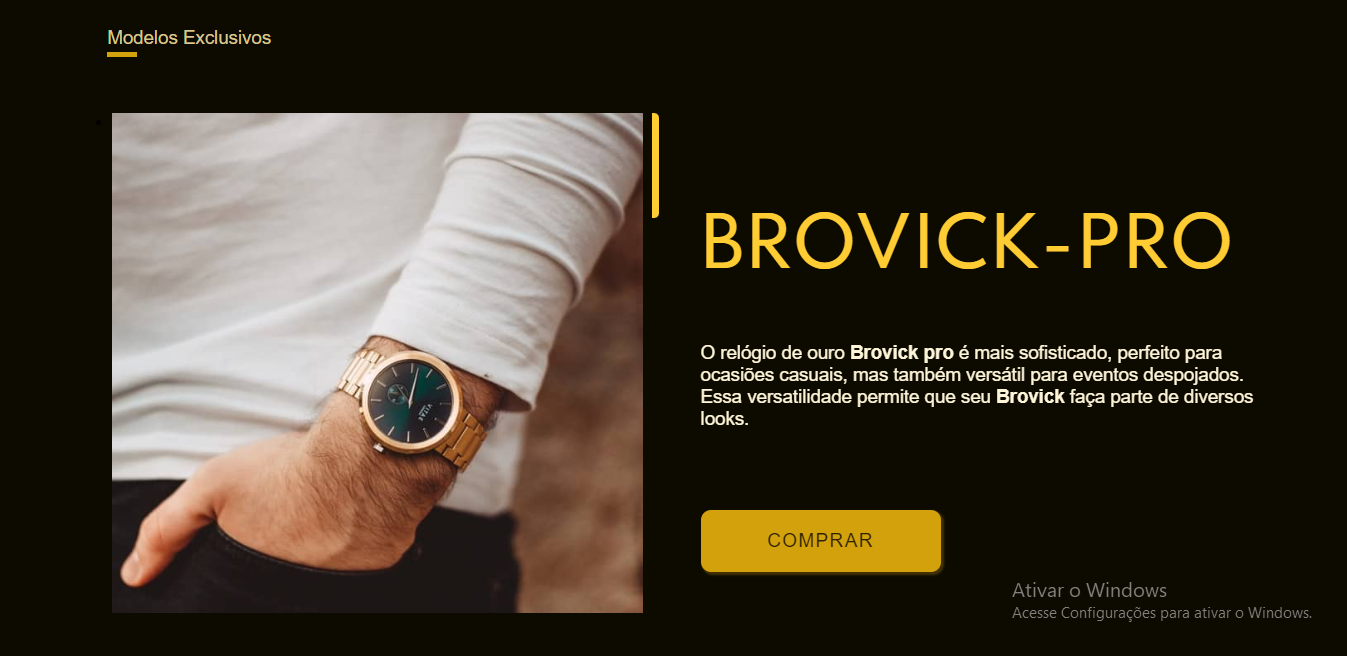 Modelos Exclusivos
BROVICK-PRO
O relógio de ouro Brovick pro é mais sofisticado, perfeito para
ocasiões casuais, mas também versátil para eventos despojados.
Essa versatilidade permite que seu Brovick faça parte de diversos
looks.
VITAE
COMPRAR
Ativar o Windows
Acesse Configurações para ativar o Windows.